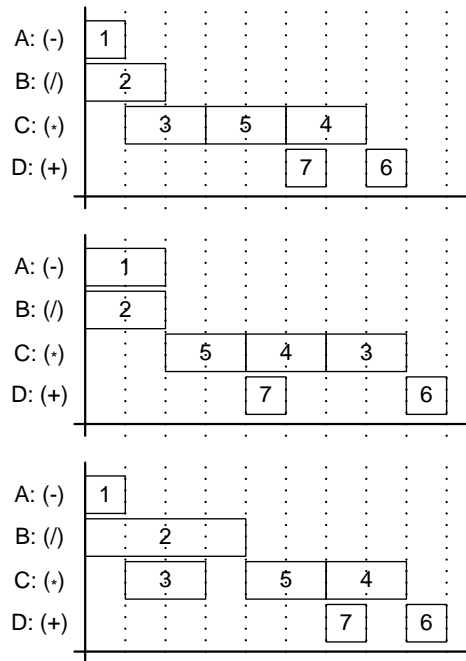 A: (-) 1
B: (/) 2
C: (*) 3 5 4
D: (+) 7 6
A: (-) 1
B: (/) 2
C: (*) 5 4 3
D: (+) 7 6
A: (-) 1
B: (/) 2
C: (*) 3 5 4
D: (+) 7 6